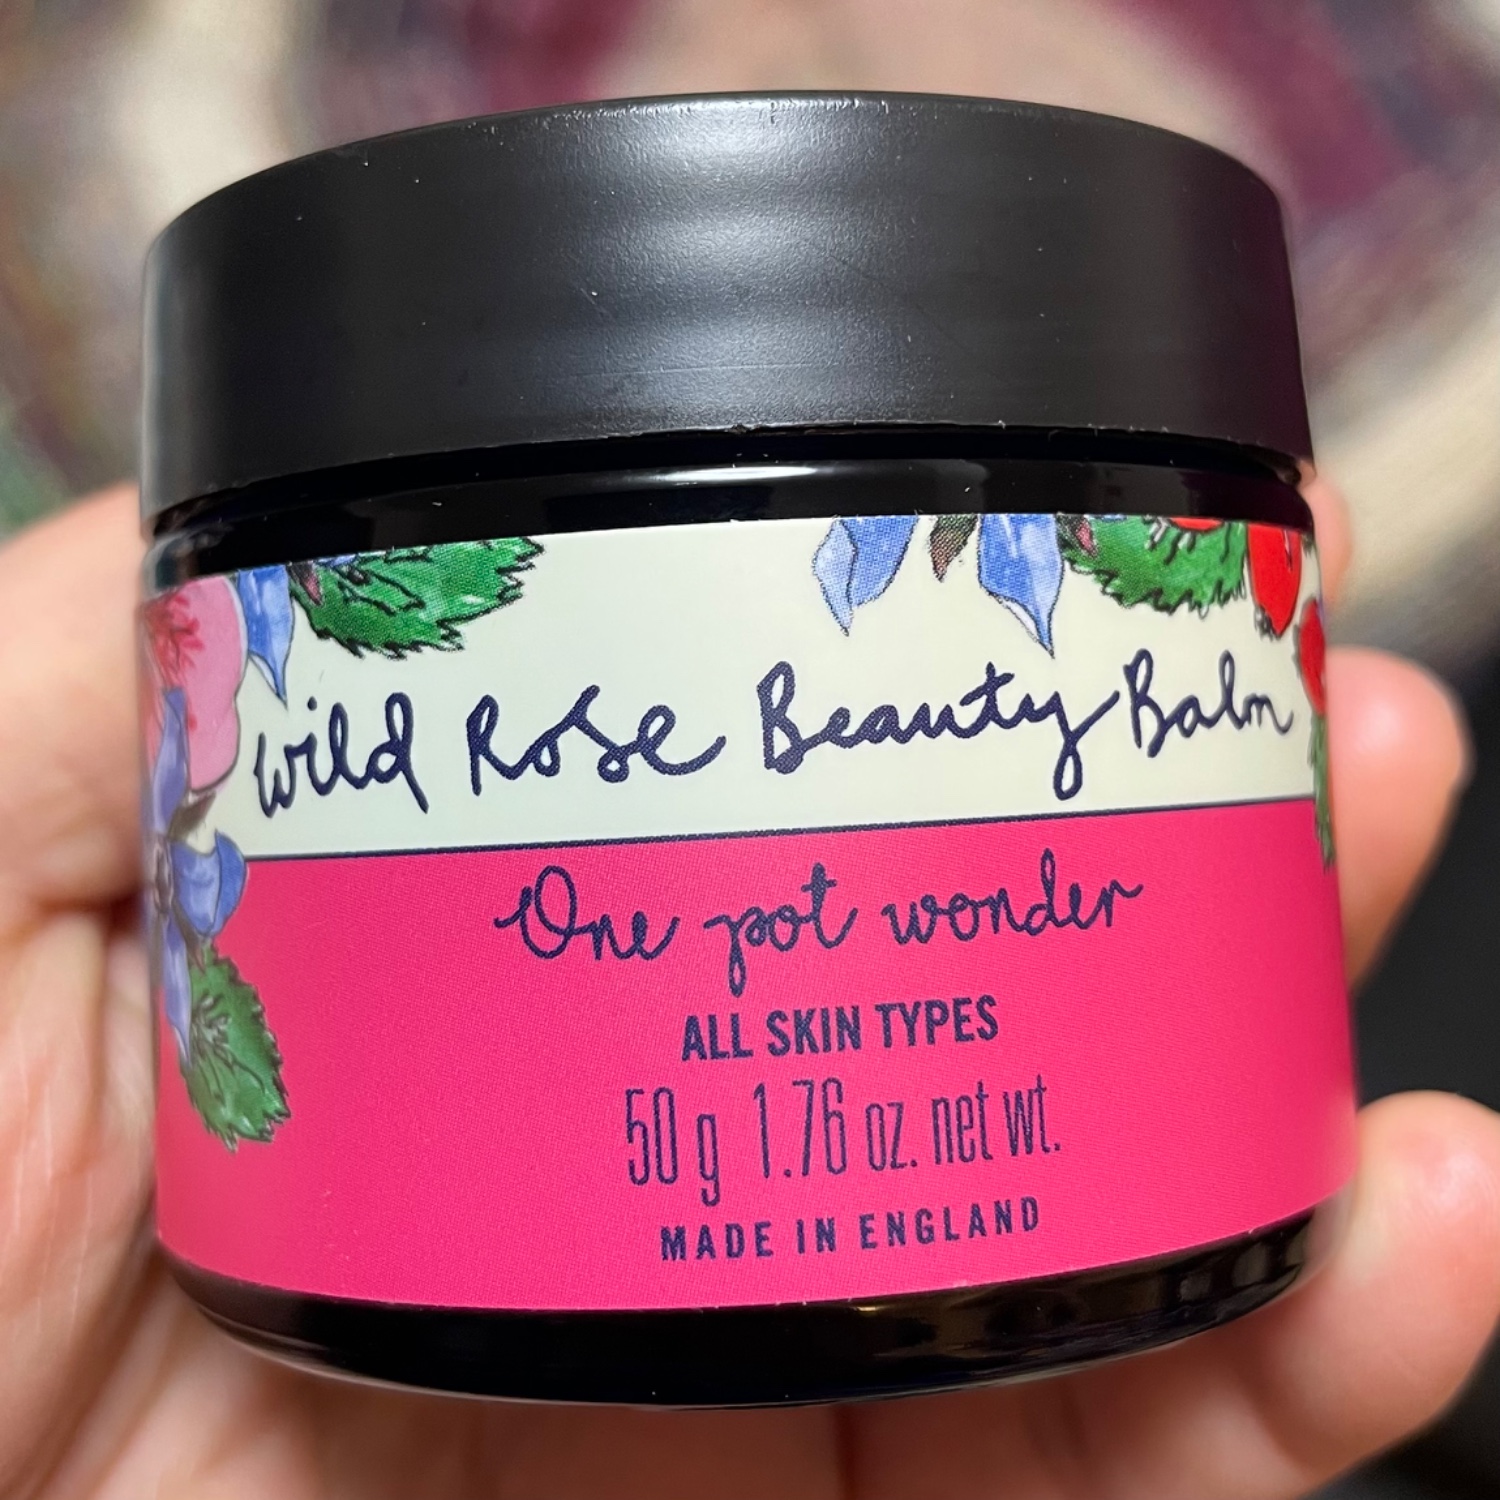 Wild Rose Beauty Balm
One pot wonder
ALL SKIN TYPES
50 g 1.76 oz. net wt.
MADE IN ENGLAND